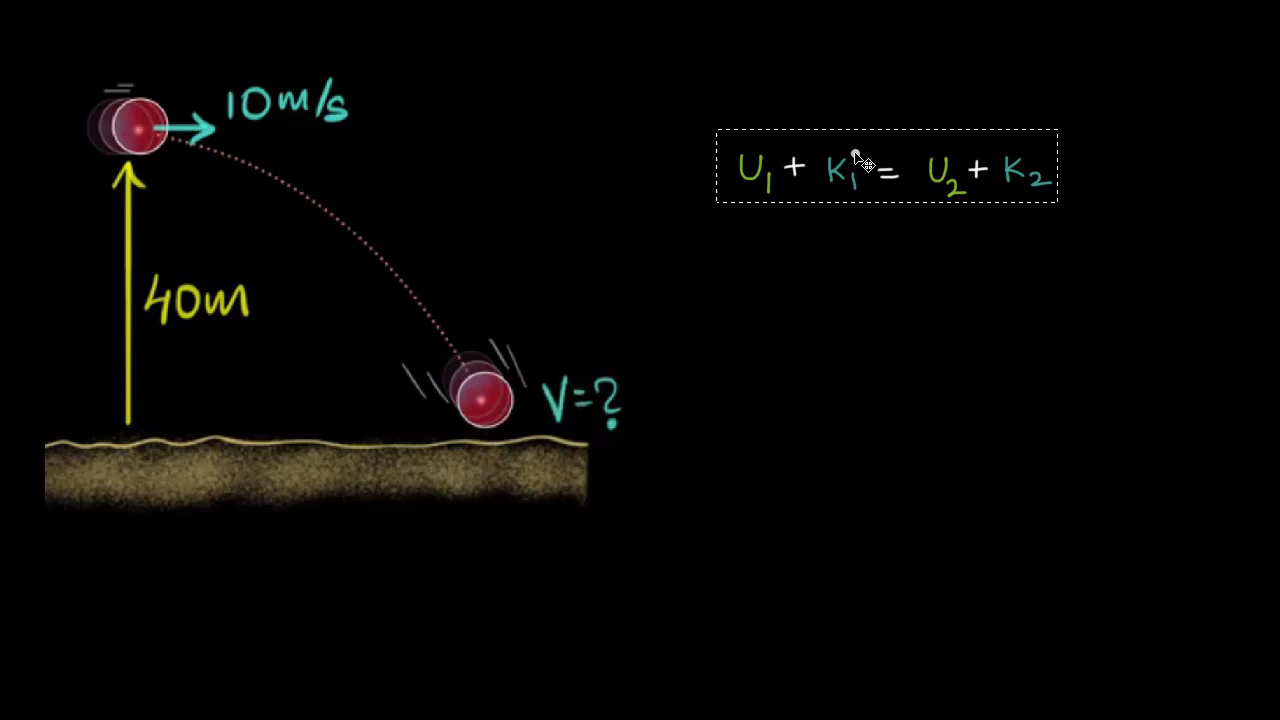 10m/s
U₁ + K₁ = U₂ + K₂
40m
V=?